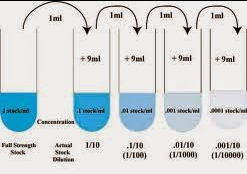 1ml 1ml 1ml 1ml
+ 9ml + 9ml + 9ml + 9ml
1 stock/ml .1 stock/ml .01 stock/ml .001 stock/ml .0001 stock/ml
Concentration
Full Strength Stock
Actual Stock Dilution
1/10 .1/10 .01/10 .001/10
(1/100) (1/1000) (1/10000)